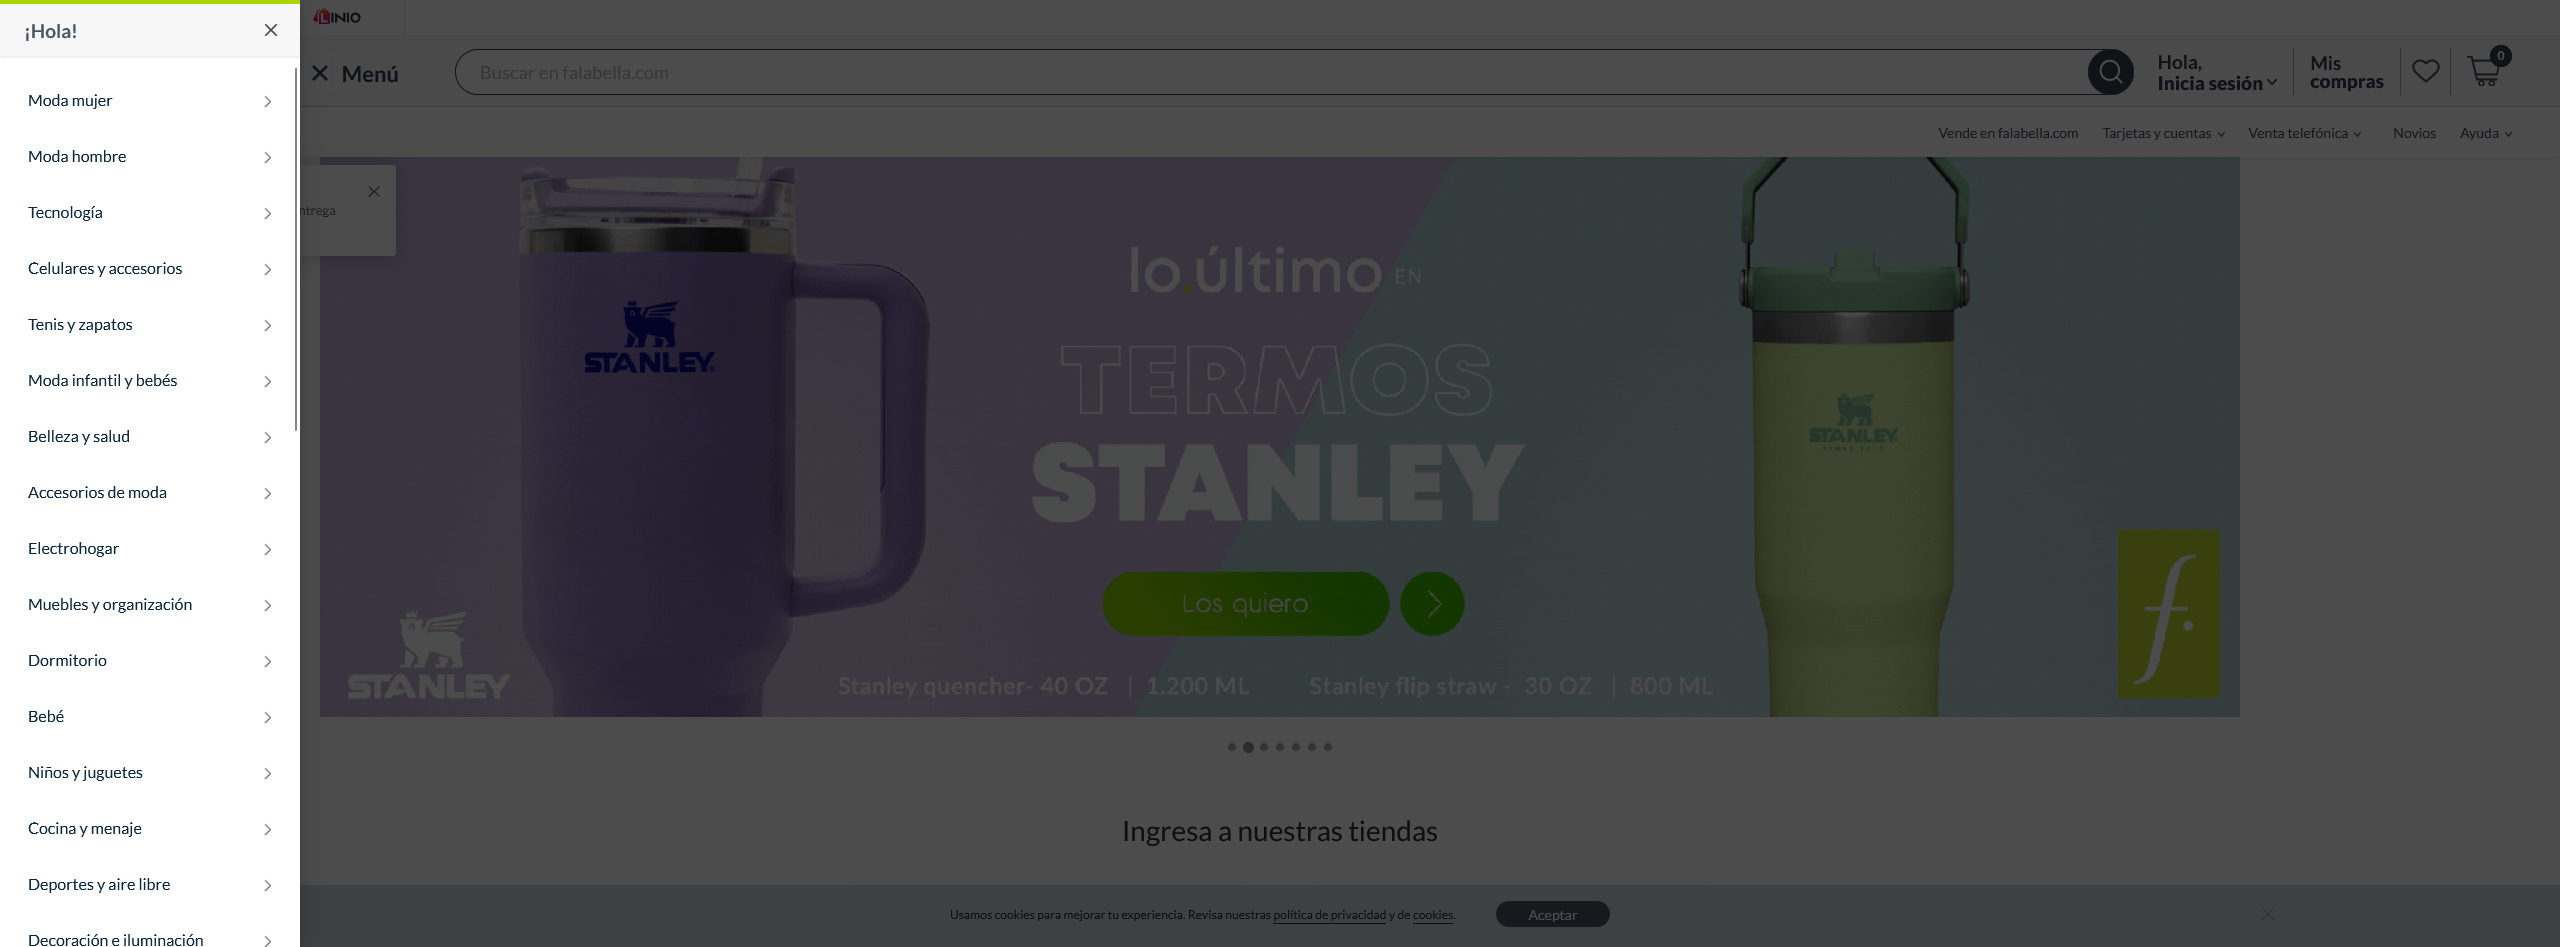 ¡Hola!
Moda mujer
Moda hombre
Tecnología
Celulares y accesorios
Tenis y zapatos
Moda infantil y bebés
Belleza y salud
Accesorios de moda
Electrohogar
Muebles y organización
Dormitorio
Bebé
Niños y juguetes
Cocina y menaje
Deportes y aire libre
Decoración e iluminación
LINIO
Menú
Buscar en falabella.com
Hola,
Inicia sesión
Mis
compras
0
Vende en falabella.com
Tarjetas y cuentas
Venta telefónica
Novios
Ayuda
ntrega
STANLEY
lo.último EN
TERMOS
STANLEY
Los quiero
STANLEY
Stanley quencher- 40 OZ | 1.200 ML
Stanley flip straw - 30 OZ | 800 ML
STANLEY
f.
Ingresa a nuestras tiendas
Usamos cookies para mejorar tu experiencia. Revisa nuestras política de privacidad y de cookies.
Aceptar